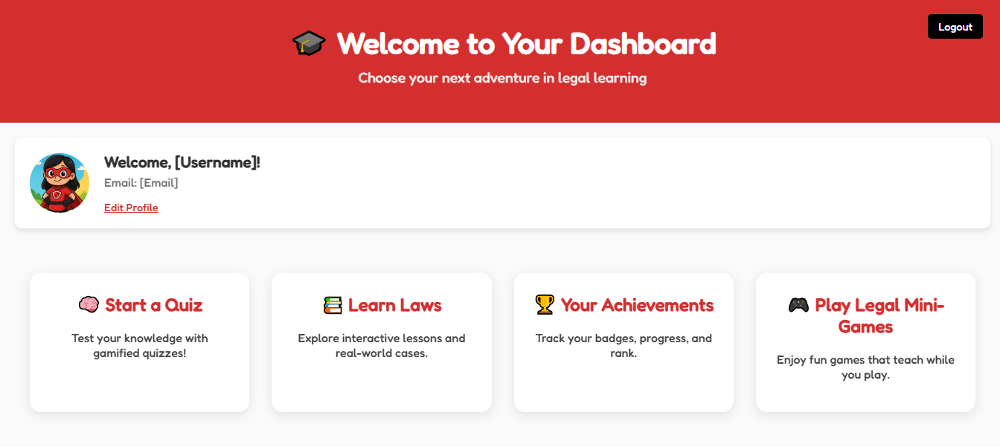 Logout
Welcome to Your Dashboard
Choose your next adventure in legal learning
Welcome, [Username]!
Email: [Email]
Edit Profile
Start a Quiz
Test your knowledge with
gamified quizzes!
Learn Laws
Explore interactive lessons and
real-world cases.
Your Achievements
Track your badges, progress, and
rank.
Play Legal Mini-
Games
Enjoy fun games that teach while
you play.